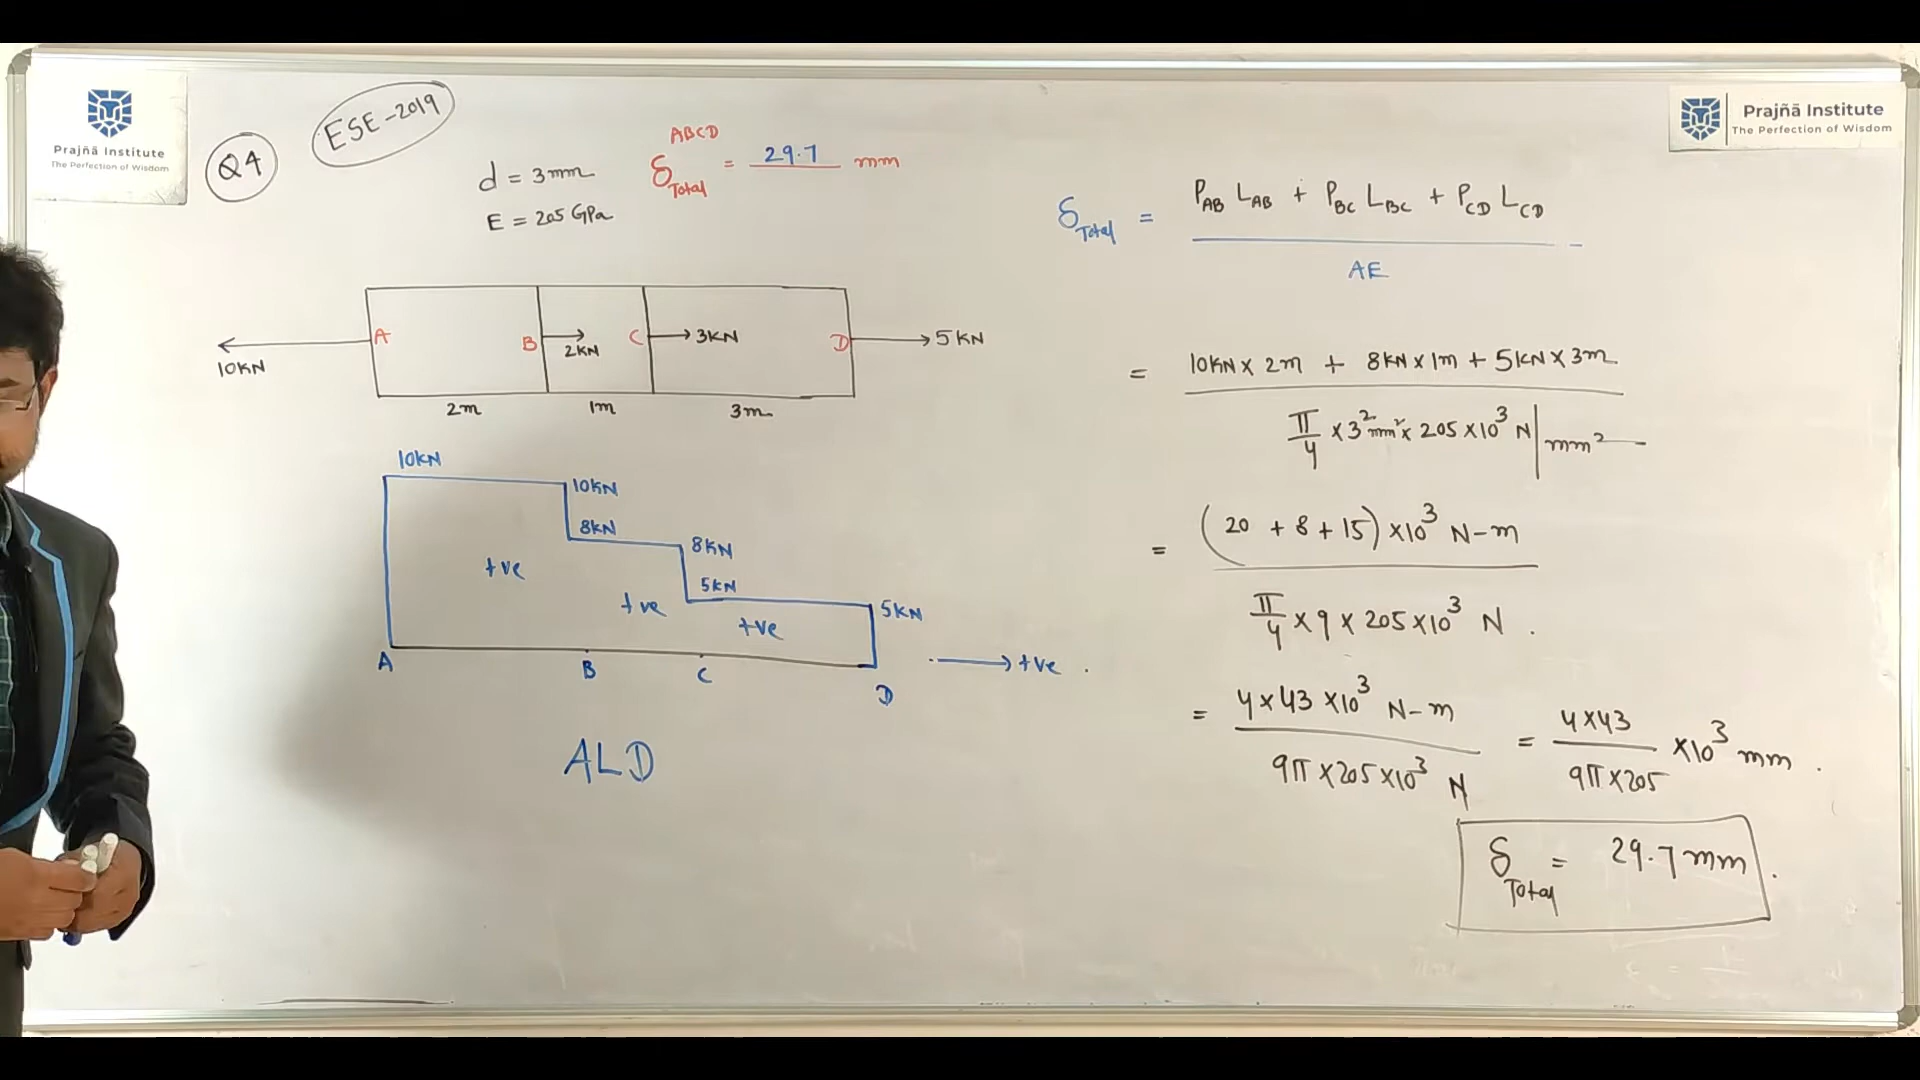 Prajñā Institute
The Perfection of Wisdom
Prajñā Institute
The Perfection of Wisdom
Q4
ESE-2019
d = 3mm
E = 205 GPa
δ Total ABCD = 29.7 mm
A B C D
10KN 2KN 3KN 5KN
2m 1m 3m
10KN
10KN
8KN
8KN
5KN
5KN
+ve
+ve
+ve
A B C D
→ +ve .
ALD
δTotal = (P_AB L_AB + P_BC L_BC + P_CD L_CD) / AE
= (10KN × 2m + 8KN × 1m + 5KN × 3m) / (π/4 × 3² mm² × 205 × 10³ N | mm²)
= (20 + 8 + 15) × 10³ N-m / (π/4 × 9 × 205 × 10³ N) .
= 4 × 43 × 10³ N-m / (9π × 205 × 10³ N) = 4×43 / (9π × 205) × 10³ mm .
δTotal = 29.7 mm .